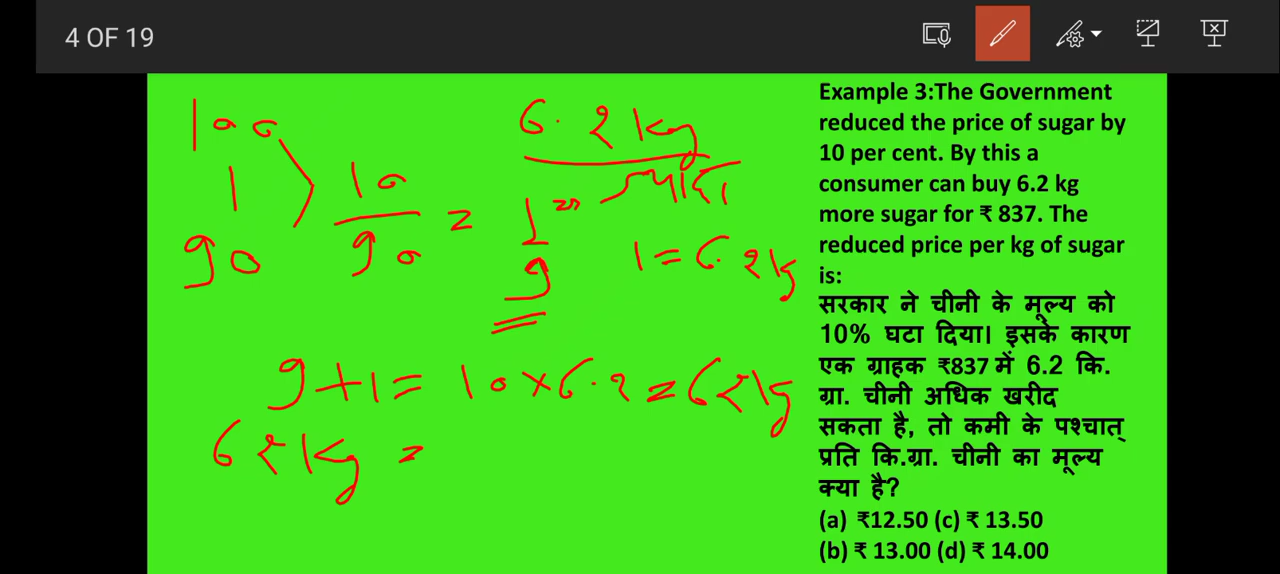 4 OF 19
100
1
90
10
90
=
1
9
6.2 kg
1 = 6.2 kg
9 + 1 = 10 × 6.2 = 62 kg
62 kg =
Example 3:The Government
reduced the price of sugar by
10 per cent. By this a
consumer can buy 6.2 kg
more sugar for ₹ 837. The
reduced price per kg of sugar
is:
सरकार ने चीनी के मूल्य को
10% घटा दिया। इसके कारण
एक ग्राहक ₹837 में 6.2 कि.
ग्रा. चीनी अधिक खरीद
सकता है, तो कमी के पश्चात्
प्रति कि.ग्रा. चीनी का मूल्य
क्या है?
(a) ₹12.50 (c) ₹ 13.50
(b) ₹ 13.00 (d) ₹ 14.00